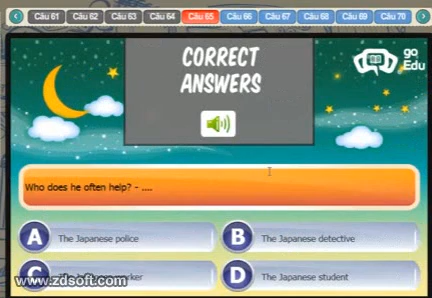 Câu 61 Câu 62 Câu 63 Câu 64 Câu 65 Câu 66 Câu 67 Câu 68 Câu 69 Câu 70
CORRECT
ANSWERS
go
Edu
Who does he often help? - ....
A The Japanese police
B The Japanese detective
C
D The Japanese student
www.zdsoft.com